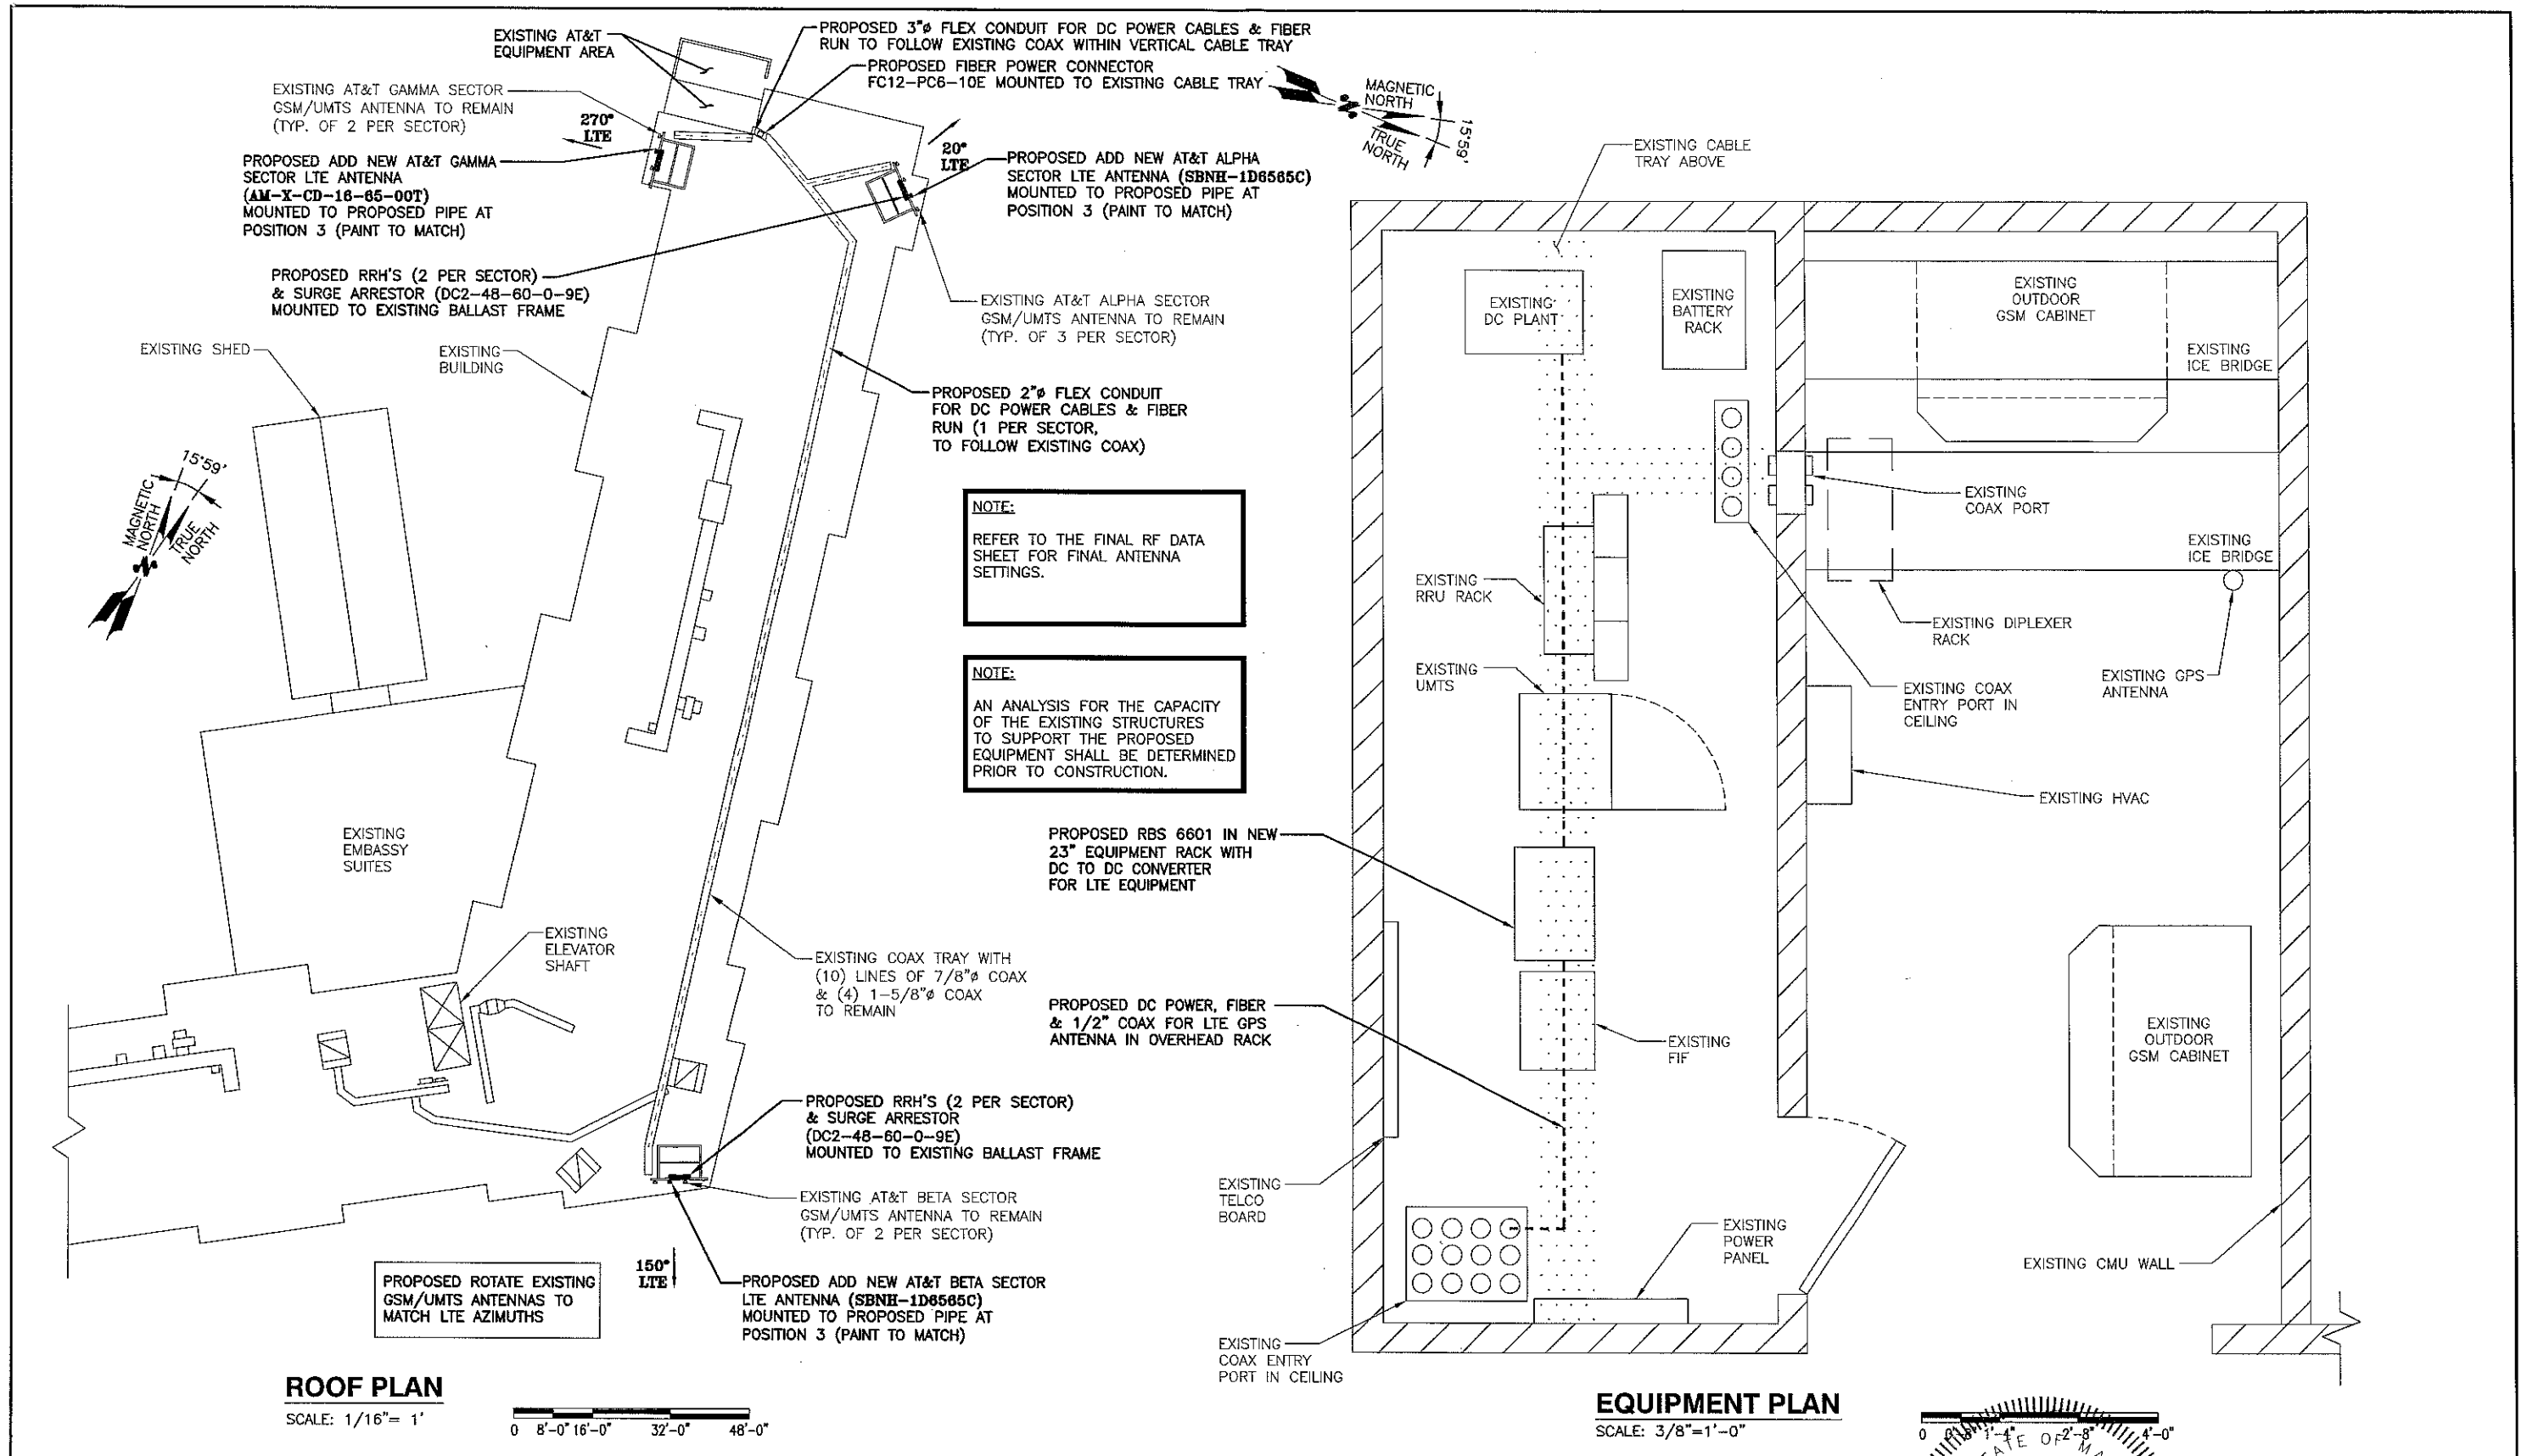 EXISTING AT&T
EQUIPMENT AREA
PROPOSED 3"ø FLEX CONDUIT FOR DC POWER CABLES & FIBER
RUN TO FOLLOW EXISTING COAX WITHIN VERTICAL CABLE TRAY
PROPOSED FIBER POWER CONNECTOR
FC12-PC6-10E MOUNTED TO EXISTING CABLE TRAY
EXISTING AT&T GAMMA SECTOR
GSM/UMTS ANTENNA TO REMAIN
(TYP. OF 2 PER SECTOR)
270°
LTE
20°
LTE
PROPOSED ADD NEW AT&T GAMMA
SECTOR LTE ANTENNA
(AM-X-CD-16-65-00T)
MOUNTED TO PROPOSED PIPE AT
POSITION 3 (PAINT TO MATCH)
PROPOSED ADD NEW AT&T ALPHA
SECTOR LTE ANTENNA (SBNH-1D6565C)
MOUNTED TO PROPOSED PIPE AT
POSITION 3 (PAINT TO MATCH)
PROPOSED RRH'S (2 PER SECTOR)
& SURGE ARRESTOR (DC2-48-60-0-9E)
MOUNTED TO EXISTING BALLAST FRAME
EXISTING AT&T ALPHA SECTOR
GSM/UMTS ANTENNA TO REMAIN
(TYP. OF 3 PER SECTOR)
EXISTING SHED
EXISTING
BUILDING
PROPOSED 2"ø FLEX CONDUIT
FOR DC POWER CABLES & FIBER
RUN (1 PER SECTOR,
TO FOLLOW EXISTING COAX)
15°59'
MAGNETIC
NORTH
TRUE
NORTH
NOTE:
REFER TO THE FINAL RF DATA
SHEET FOR FINAL ANTENNA
SETTINGS.
NOTE:
AN ANALYSIS FOR THE CAPACITY
OF THE EXISTING STRUCTURES
TO SUPPORT THE PROPOSED
EQUIPMENT SHALL BE DETERMINED
PRIOR TO CONSTRUCTION.
EXISTING
EMBASSY
SUITES
EXISTING
ELEVATOR
SHAFT
EXISTING COAX TRAY WITH
(10) LINES OF 7/8"ø COAX
& (4) 1-5/8"ø COAX
TO REMAIN
PROPOSED RRH'S (2 PER SECTOR)
& SURGE ARRESTOR
(DC2-48-60-0-9E)
MOUNTED TO EXISTING BALLAST FRAME
EXISTING AT&T BETA SECTOR
GSM/UMTS ANTENNA TO REMAIN
(TYP. OF 2 PER SECTOR)
150°
LTE
PROPOSED ROTATE EXISTING
GSM/UMTS ANTENNAS TO
MATCH LTE AZIMUTHS
PROPOSED ADD NEW AT&T BETA SECTOR
LTE ANTENNA (SBNH-1D6565C)
MOUNTED TO PROPOSED PIPE AT
POSITION 3 (PAINT TO MATCH)
ROOF PLAN
SCALE: 1/16"= 1'
0 8'-0" 16'-0" 32'-0" 48'-0"
MAGNETIC
NORTH
TRUE
NORTH
15°59'
EXISTING CABLE
TRAY ABOVE
EXISTING
DC PLANT
EXISTING
BATTERY
RACK
EXISTING
OUTDOOR
GSM CABINET
EXISTING
ICE BRIDGE
EXISTING
COAX PORT
EXISTING
ICE BRIDGE
EXISTING
RRU RACK
EXISTING DIPLEXER
RACK
EXISTING
UMTS
EXISTING COAX
ENTRY PORT IN
CEILING
EXISTING GPS
ANTENNA
EXISTING HVAC
PROPOSED RBS 6601 IN NEW
23" EQUIPMENT RACK WITH
DC TO DC CONVERTER
FOR LTE EQUIPMENT
PROPOSED DC POWER, FIBER
& 1/2" COAX FOR LTE GPS
ANTENNA IN OVERHEAD RACK
EXISTING
FIF
EXISTING
OUTDOOR
GSM CABINET
EXISTING
TELCO
BOARD
EXISTING
POWER
PANEL
EXISTING CMU WALL
EXISTING
COAX ENTRY
PORT IN CEILING
EQUIPMENT PLAN
SCALE: 3/8"=1'-0"
0 1'-4" 2'-8" 4'-0"
OF